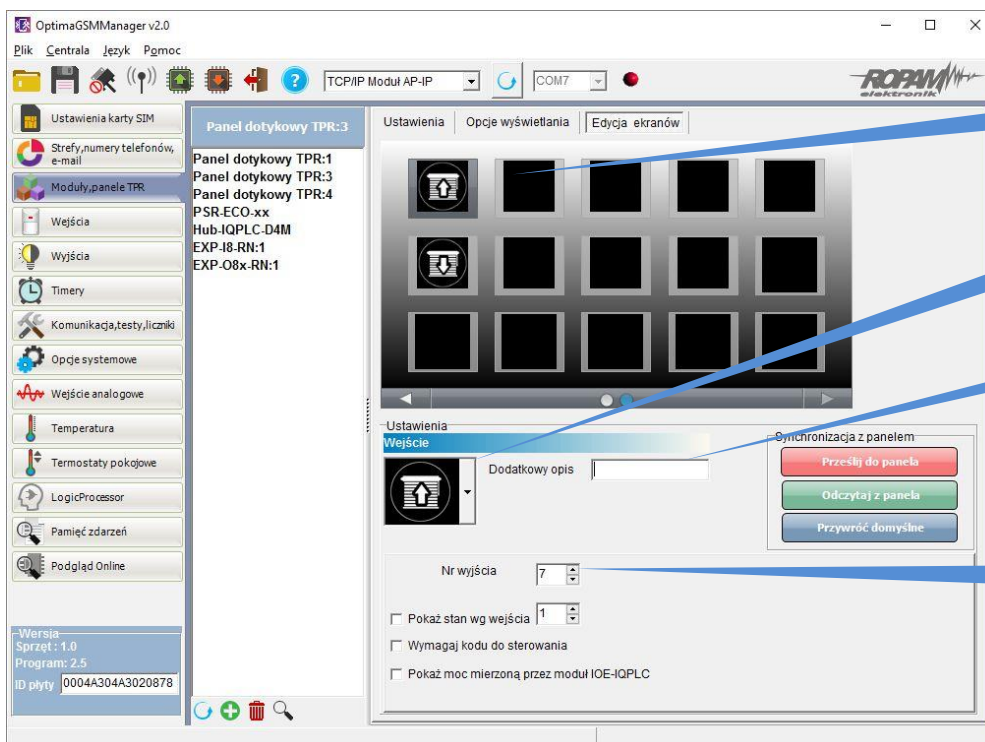 OptimaGSMManager v2.0
Plik Centrala Język Pomoc
TCP/IP Moduł AP-IP
COM7
ROPAM
elektronik
Ustawienia karty SIM
Strefy,numery telefonów,
e-mail
Moduły,panele TPR
Wejścia
Wyjścia
Timery
Komunikacja,testy,liczniki
Opcje systemowe
Wejście analogowe
Temperatura
Termostaty pokojowe
LogicProcessor
Pamięć zdarzeń
Podgląd Online
Wersja
Sprzęt : 1.0
Program: 2.5
ID płyty 0004A304A3020878
Panel dotykowy TPR:3
Panel dotykowy TPR:1
Panel dotykowy TPR:3
Panel dotykowy TPR:4
PSR-ECO-xx
Hub-IQPLC-D4M
EXP-I8-RN:1
EXP-O8x-RN:1
Ustawienia Opcje wyświetlania Edycja ekranów
Ustawienia
Wejście
Dodatkowy opis
Synchronizacja z panelem
Prześlij do panela
Odczytaj z panela
Przywróć domyślne
Nr wyjścia 7
Pokaż stan wg wejścia 1
Wymagaj kodu do sterowania
Pokaż moc mierzoną przez moduł IOE-IQPLC